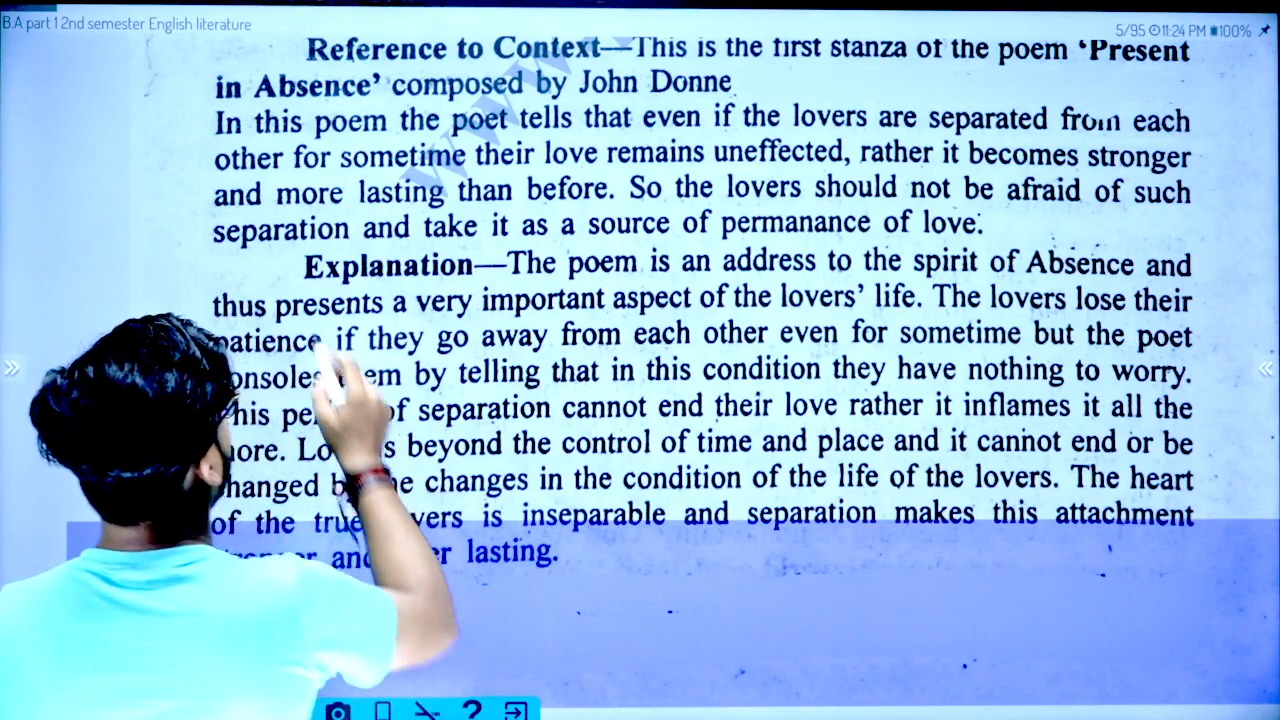 B.A part 1 2nd semester English literature
5/95 11:24 PM 100%
Reference to Context—This is the first stanza of the poem ‘Present
in Absence’ composed by John Donne
In this poem the poet tells that even if the lovers are separated from each
other for sometime their love remains uneffected, rather it becomes stronger
and more lasting than before. So the lovers should not be afraid of such
separation and take it as a source of permanance of love.
Explanation—The poem is an address to the spirit of Absence and
thus presents a very important aspect of the lovers’ life. The lovers lose their
patience if they go away from each other even for sometime but the poet
onsoles em by telling that in this condition they have nothing to worry.
his pe of separation cannot end their love rather it inflames it all the
ore. Lo s beyond the control of time and place and it cannot end or be
hanged b e changes in the condition of the life of the lovers. The heart
of the true vers is inseparable and separation makes this attachment
and er lasting.
www.